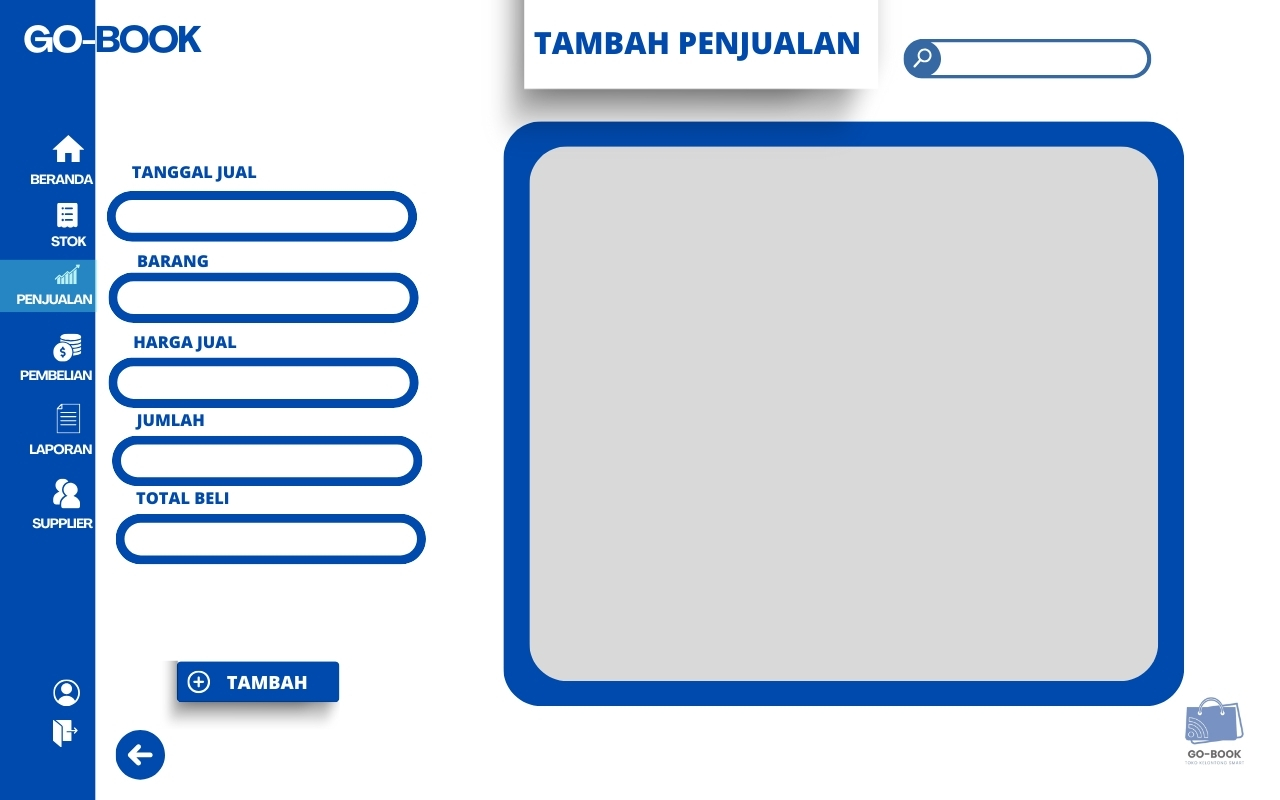 GO-BOOK
TAMBAH PENJUALAN
BERANDA
STOK
PENJUALAN
PEMBELIAN
LAPORAN
SUPPLIER
TANGGAL JUAL
BARANG
HARGA JUAL
JUMLAH
TOTAL BELI
TAMBAH
GO-BOOK
TOKO KELONTONG SMART